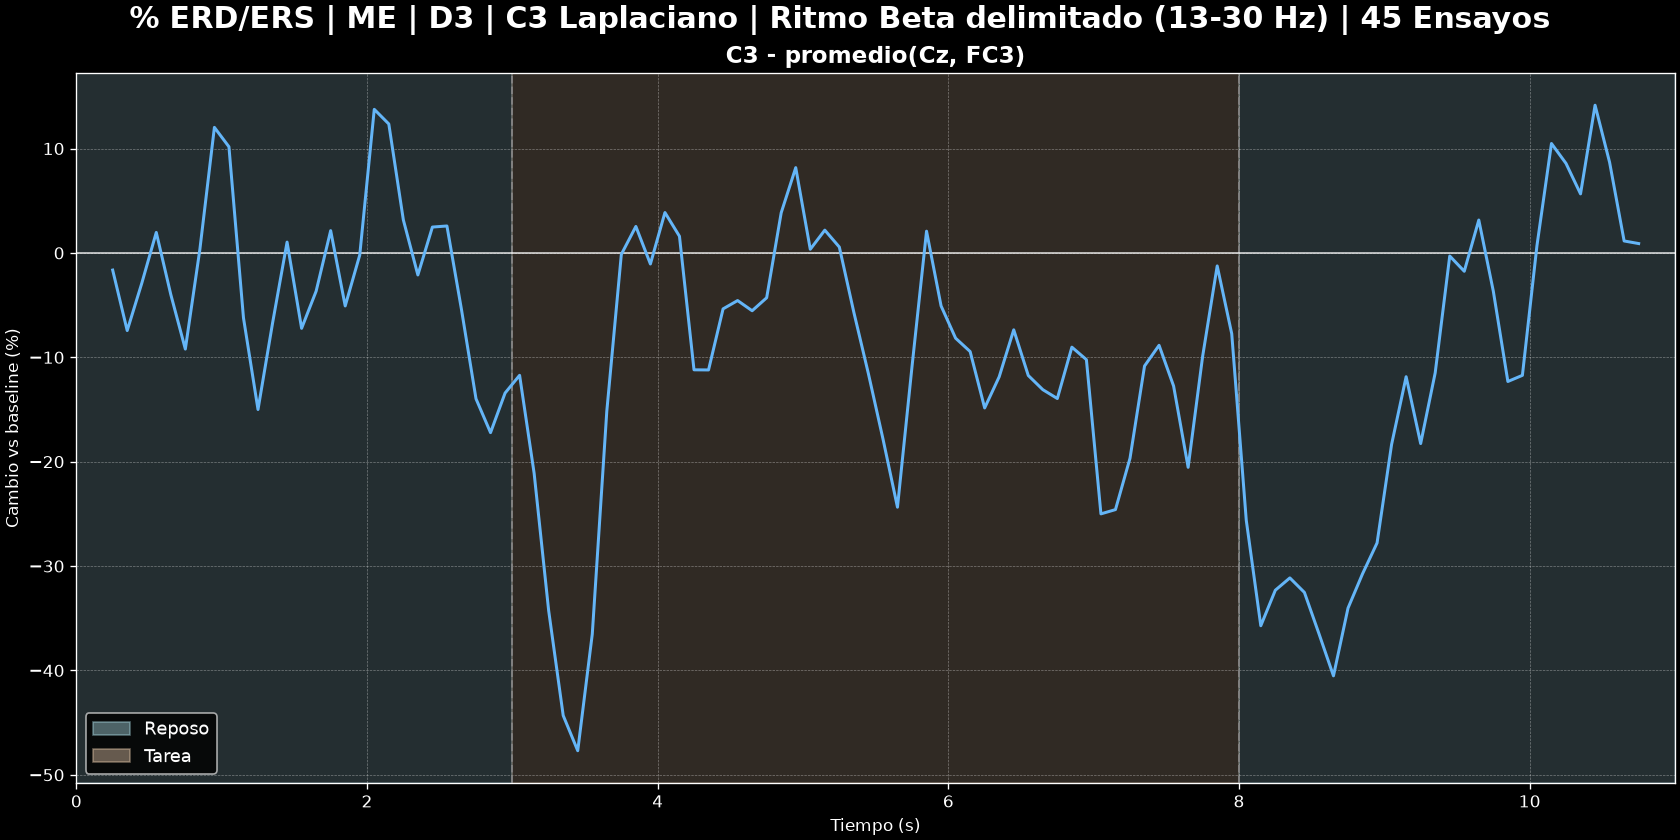 % ERD/ERS | ME | D3 | C3 Laplaciano | Ritmo Beta delimitado (13-30 Hz) | 45 Ensayos
C3 - promedio(Cz, FC3)
Cambio vs baseline (%)
10
0
−10
−20
−30
−40
−50
Reposo
Tarea
0 2 4 6 8 10
Tiempo (s)